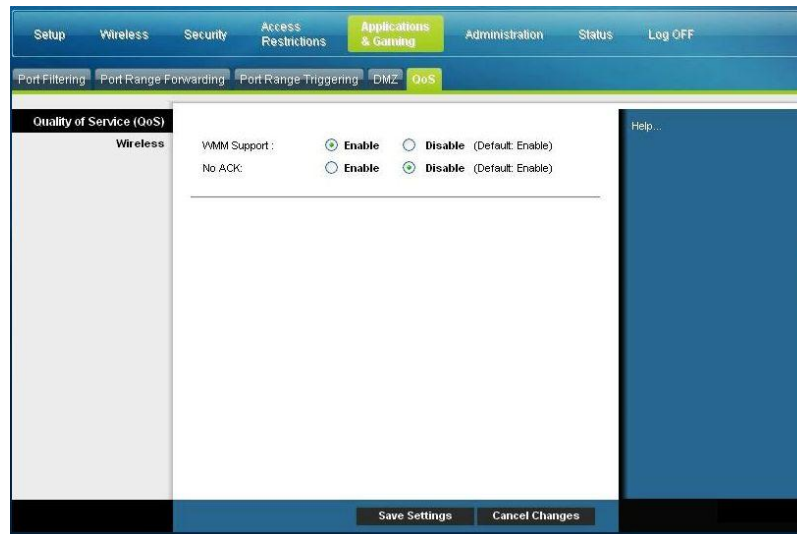 Setup Wireless Security Access Restrictions Applications & Gaming Administration Status Log OFF
Port Filtering Port Range Forwarding Port Range Triggering DMZ QoS
Quality of Service (QoS)
Wireless
WMM Support : Enable Disable (Default: Enable)
No ACK: Enable Disable (Default: Enable)
Help...
Save Settings Cancel Changes